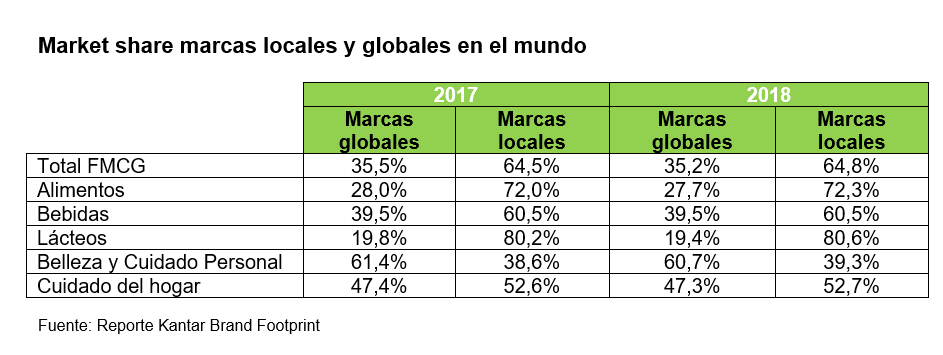 Market share marcas locales y globales en el mundo
2017 2018
Marcas globales Marcas locales Marcas globales Marcas locales
Total FMCG 35,5% 64,5% 35,2% 64,8%
Alimentos 28,0% 72,0% 27,7% 72,3%
Bebidas 39,5% 60,5% 39,5% 60,5%
Lácteos 19,8% 80,2% 19,4% 80,6%
Belleza y Cuidado Personal 61,4% 38,6% 60,7% 39,3%
Cuidado del hogar 47,4% 52,6% 47,3% 52,7%
Fuente: Reporte Kantar Brand Footprint